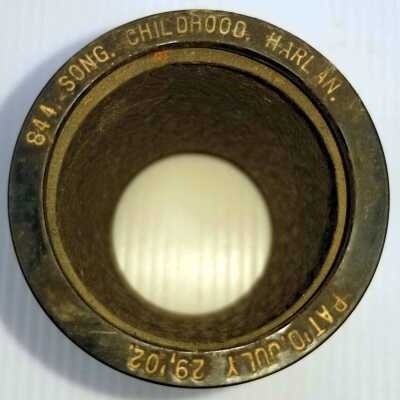 844. SONG. CHILDHOOD. HARLAN.
PAT'D. JULY 29,'02.